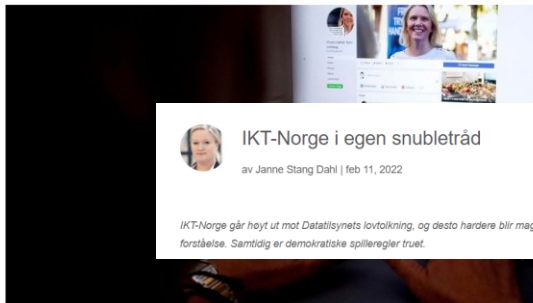 IKT-Norge i egen snubletråd
av Janne Stang Dahl | feb 11, 2022
IKT-Norge går høyt ut mot Datatilsynets lovtolkning, og desto hardere blir mag
forståelse. Samtidig er demokratiske spilleregler truet.